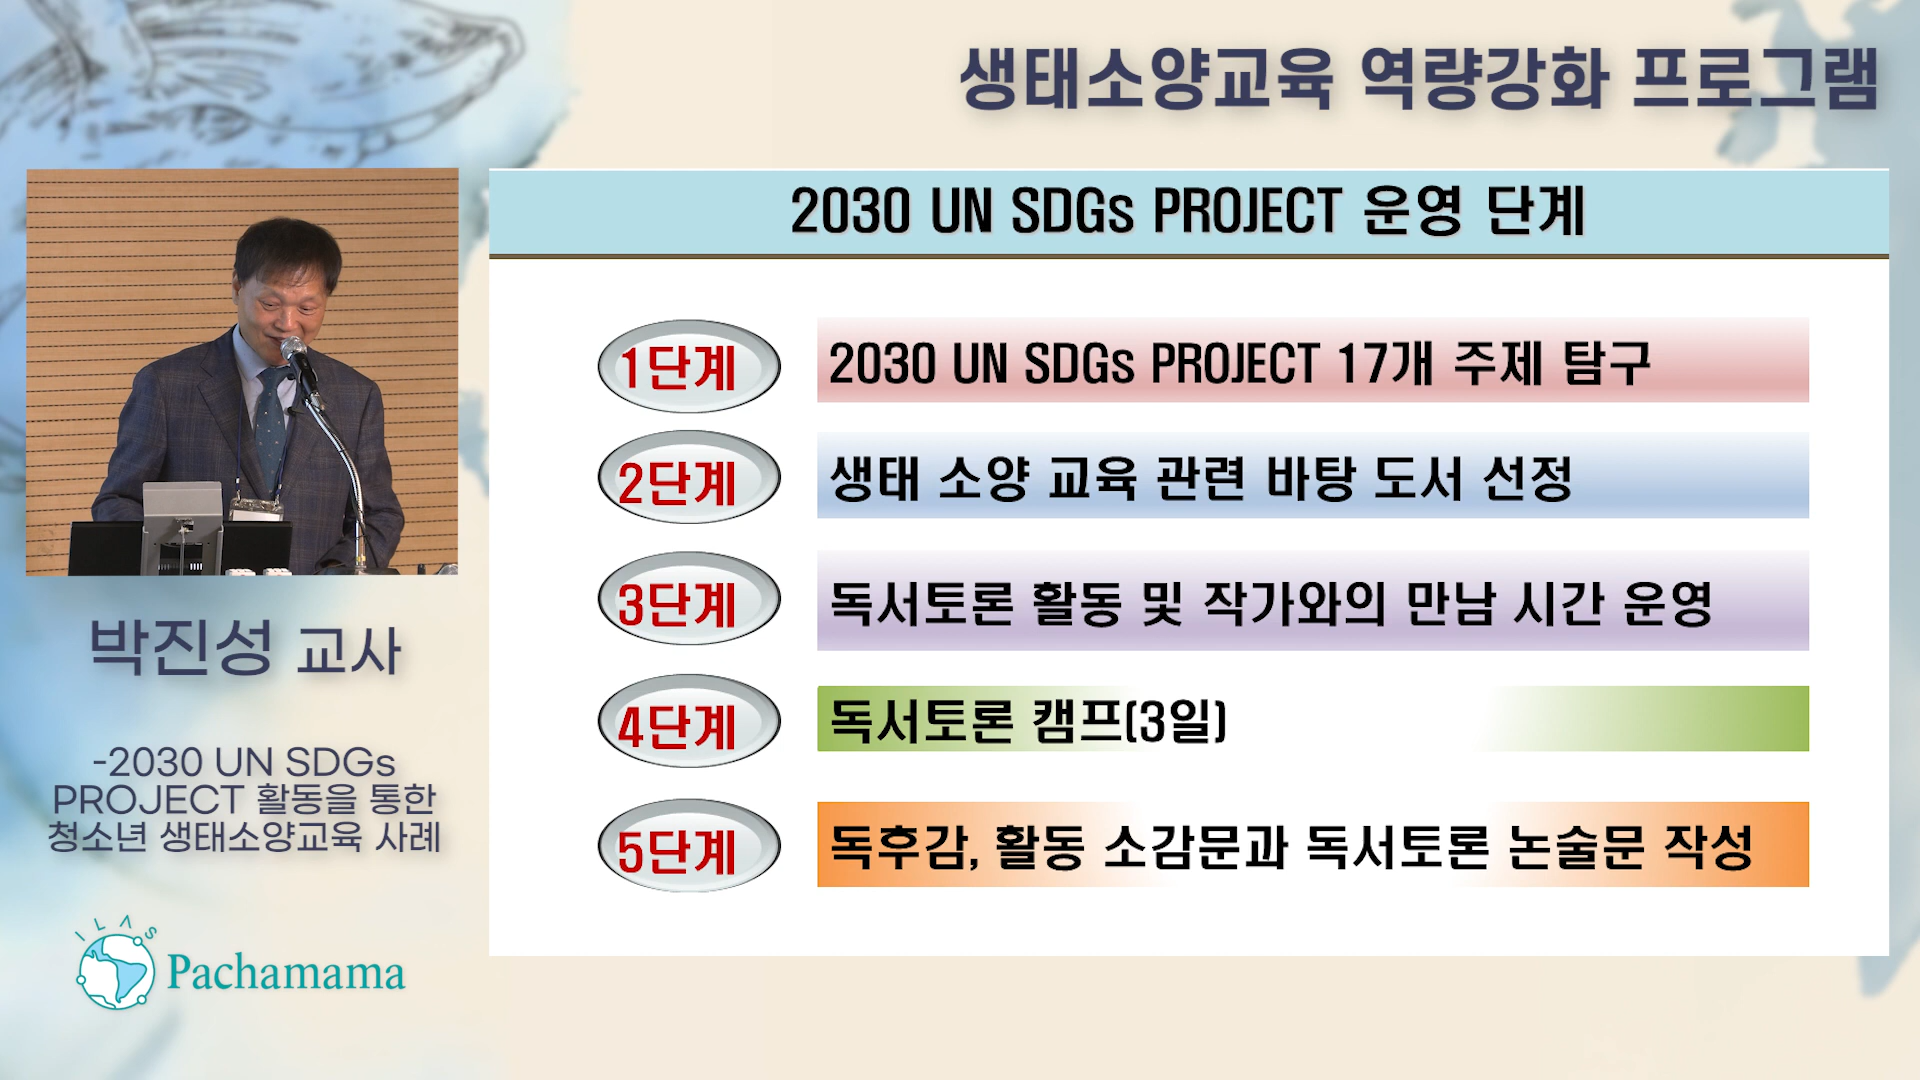 생태소양교육 역량강화 프로그램
2030 UN SDGs PROJECT 운영 단계
1단계 2030 UN SDGs PROJECT 17개 주제 탐구
2단계 생태 소양 교육 관련 바탕 도서 선정
3단계 독서토론 활동 및 작가와의 만남 시간 운영
4단계 독서토론 캠프(3일)
5단계 독후감, 활동 소감문과 독서토론 논술문 작성
박진성 교사
-2030 UN SDGs
PROJECT 활동을 통한
청소년 생태소양교육 사례
ILAS
Pachamama